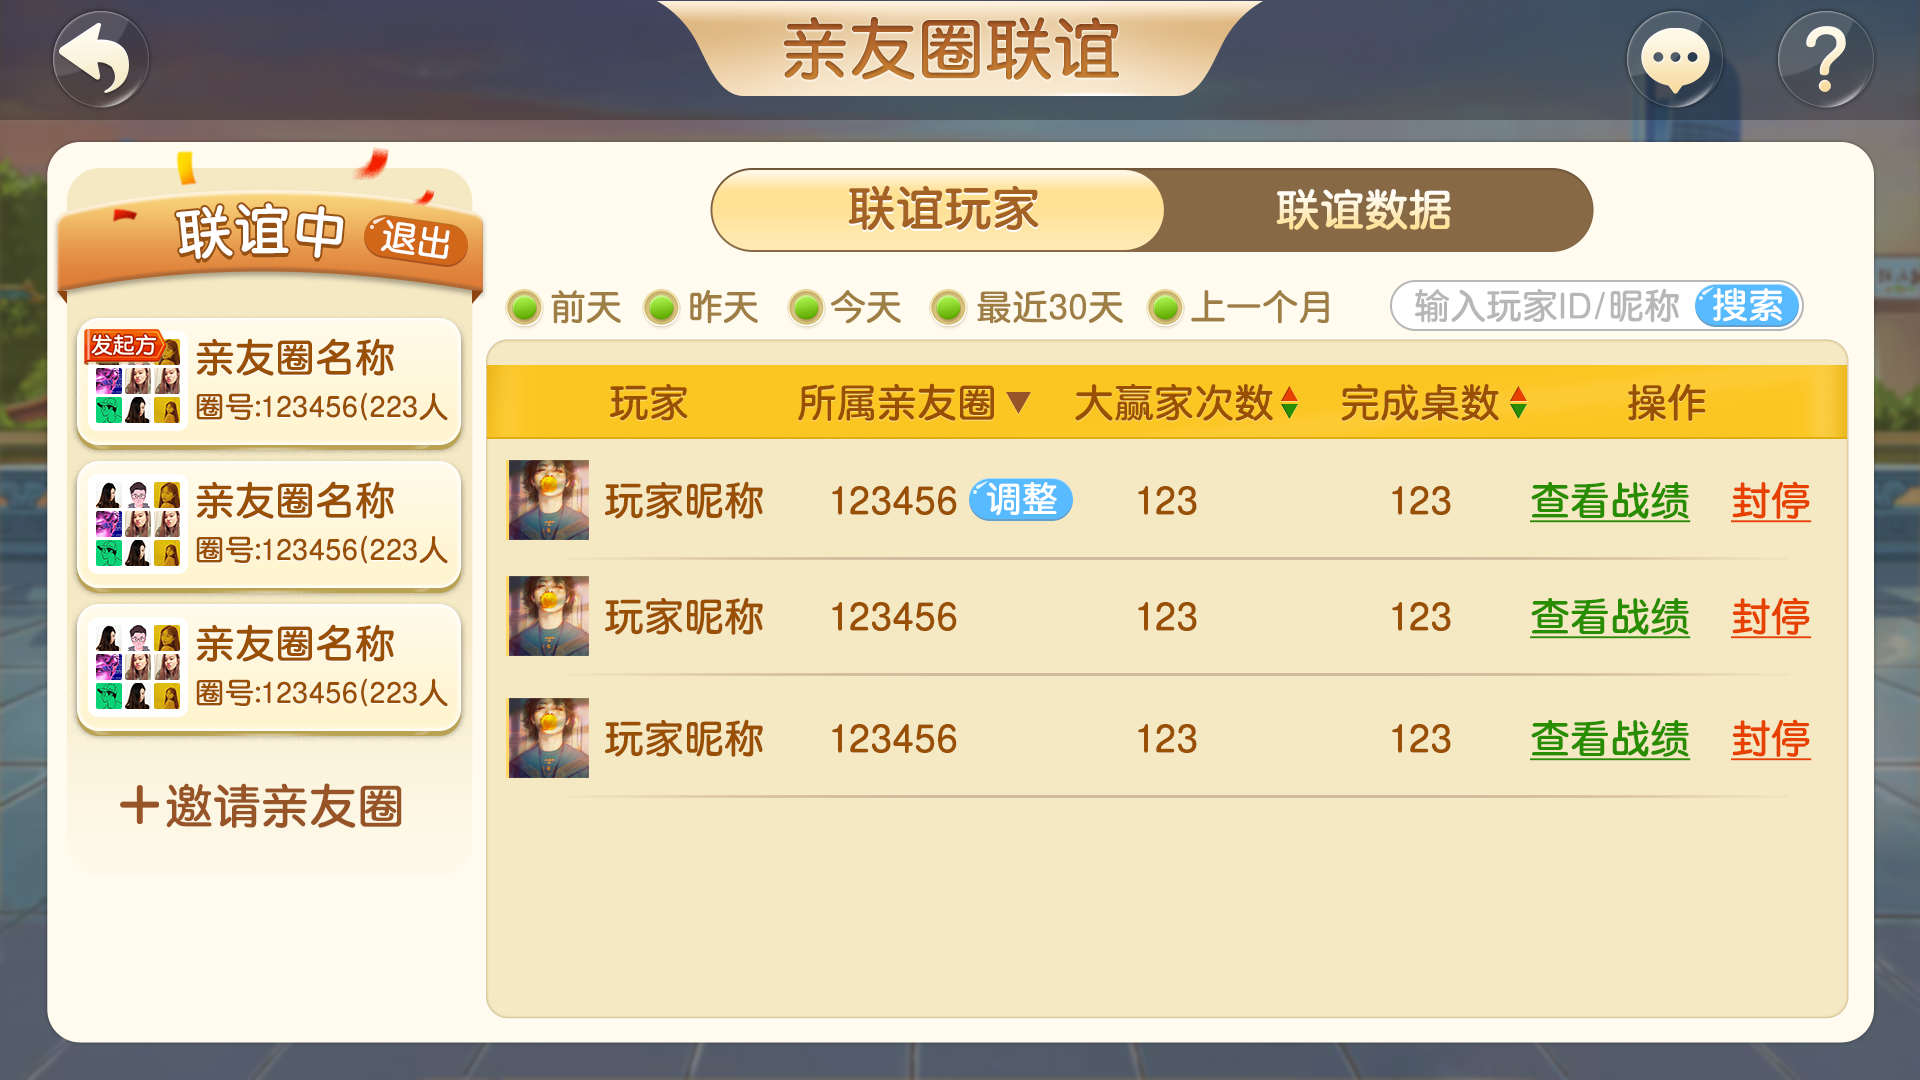 亲友圈联谊
联谊中 退出
发起方
亲友圈名称
圈号:123456(223人
亲友圈名称
圈号:123456(223人
亲友圈名称
圈号:123456(223人
+邀请亲友圈
联谊玩家 联谊数据
前天 昨天 今天 最近30天 上一个月 输入玩家ID/昵称 搜索
玩家 所属亲友圈 大赢家次数 完成桌数 操作
玩家昵称 123456 调整 123 123 查看战绩 封停
玩家昵称 123456 123 123 查看战绩 封停
玩家昵称 123456 123 123 查看战绩 封停